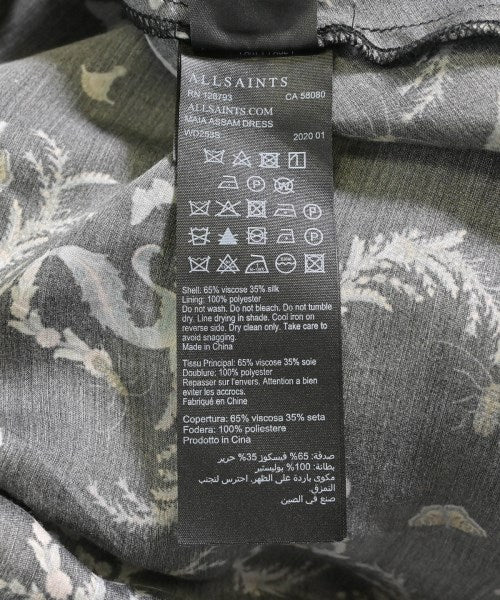 ALLSAINTS
RN 128793 CA 58080
ALLSAINTS.COM
MAIA ASSAM DRESS
WD253S 2020 01
Shell: 65% viscose 35% silk
Lining: 100% polyester
Do not wash. Do not bleach. Do not tumble
dry. Line drying in shade. Cool iron on
reverse side. Dry clean only. Take care to
avoid snagging.
Made in China
Tissu Principal: 65% viscose 35% soie
Doublure: 100% polyester
Repasser sur l'envers. Attention a bien
eviter les accrocs.
Fabriqué en Chine
Copertura: 65% viscosa 35% seta
Fodera: 100% poliestere
Prodotto in Cina
صدفة: 65% فيسكوز 35% حرير
بطانة: 100% بوليستير
مكوى باردة على الظهر. احترس لتجنب
التمزق.
صنع في الصين